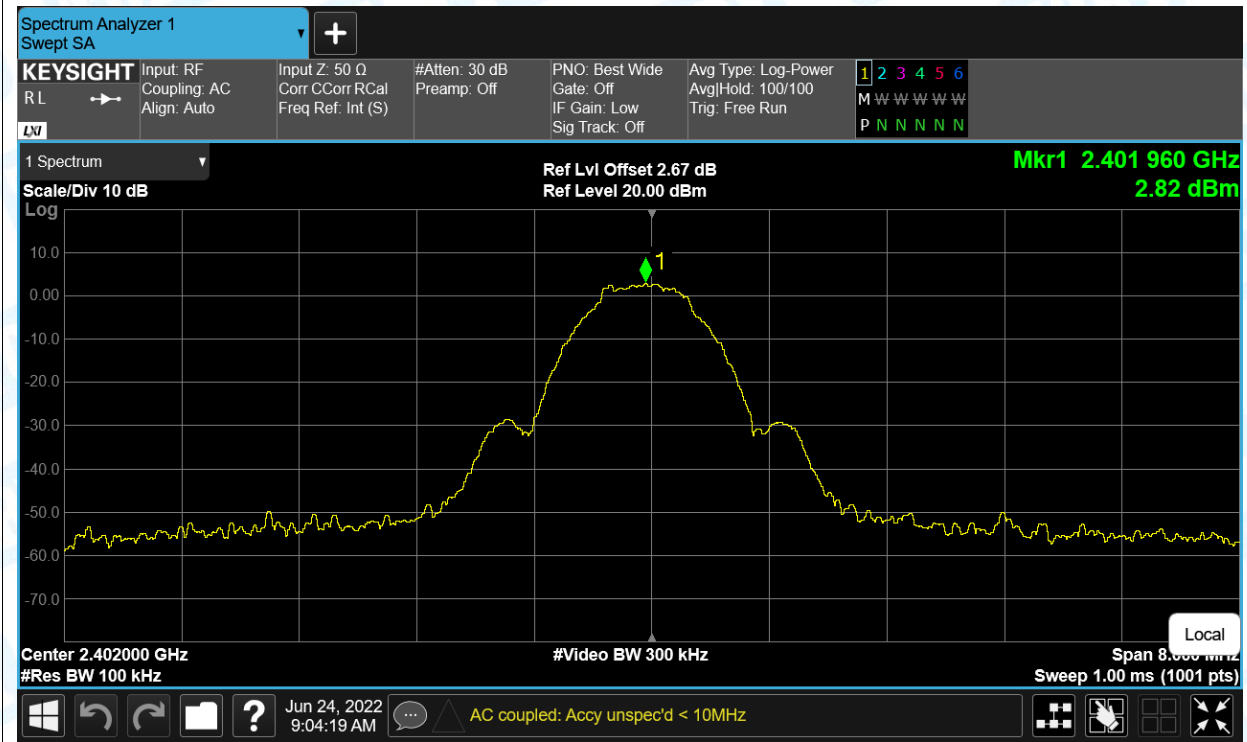 Spectrum Analyzer 1
Swept SA
KEYSIGHT
R L
LXI
Input: RF
Coupling: AC
Align: Auto
Input Z: 50 Ω
Corr CCorr RCal
Freq Ref: Int (S)
#Atten: 30 dB
Preamp: Off
PNO: Best Wide
Gate: Off
IF Gain: Low
Sig Track: Off
Avg Type: Log-Power
Avg|Hold: 100/100
Trig: Free Run
1 2 3 4 5 6
M W W W W W
P N N N N N
1 Spectrum
Scale/Div 10 dB
Log
Ref Lvl Offset 2.67 dB
Ref Level 20.00 dBm
Mkr1 2.401 960 GHz
2.82 dBm
1
10.0
0.00
-10.0
-20.0
-30.0
-40.0
-50.0
-60.0
-70.0
Local
Center 2.402000 GHz
#Video BW 300 kHz
Span 8.000 MHz
#Res BW 100 kHz
Sweep 1.00 ms (1001 pts)
?
Jun 24, 2022
9:04:19 AM
AC coupled: Accy unspec'd < 10MHz